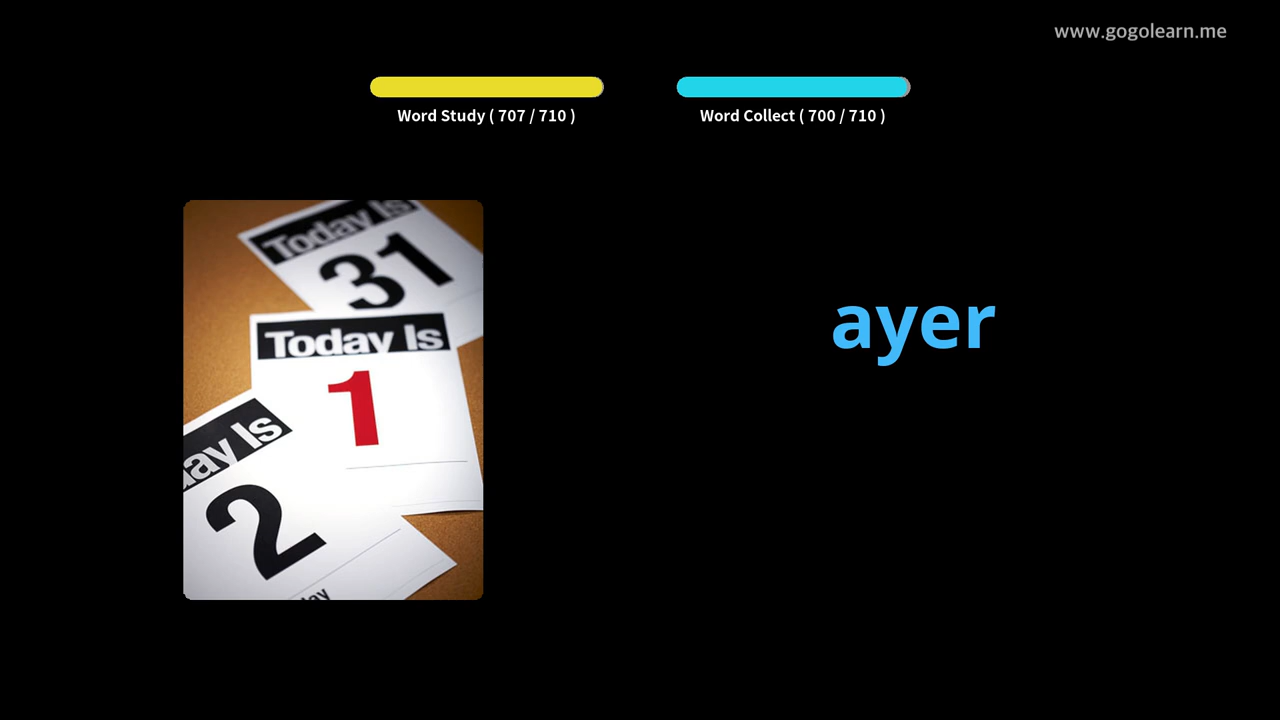 www.gogolearn.me
Word Study ( 707 / 710 )
Word Collect ( 700 / 710 )
Today Is
31
Today Is
1
ay Is
2
ay
ayer